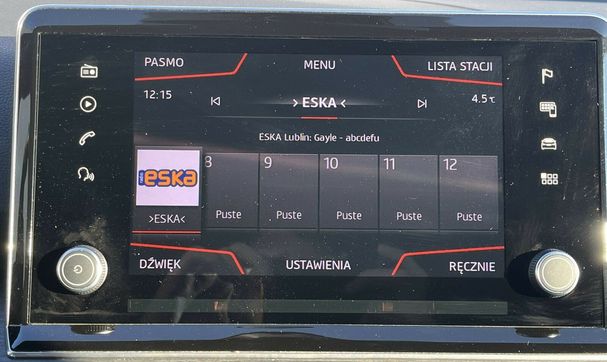 PASMO MENU LISTA STACJI
12:15 › ESKA ‹ 4.5°C
ESKA Lublin: Gayle - abcdefu
eska 8 9 10 11 12
›ESKA‹ Puste Puste Puste Puste Puste
DŹWIĘK USTAWIENIA RĘCZNIE